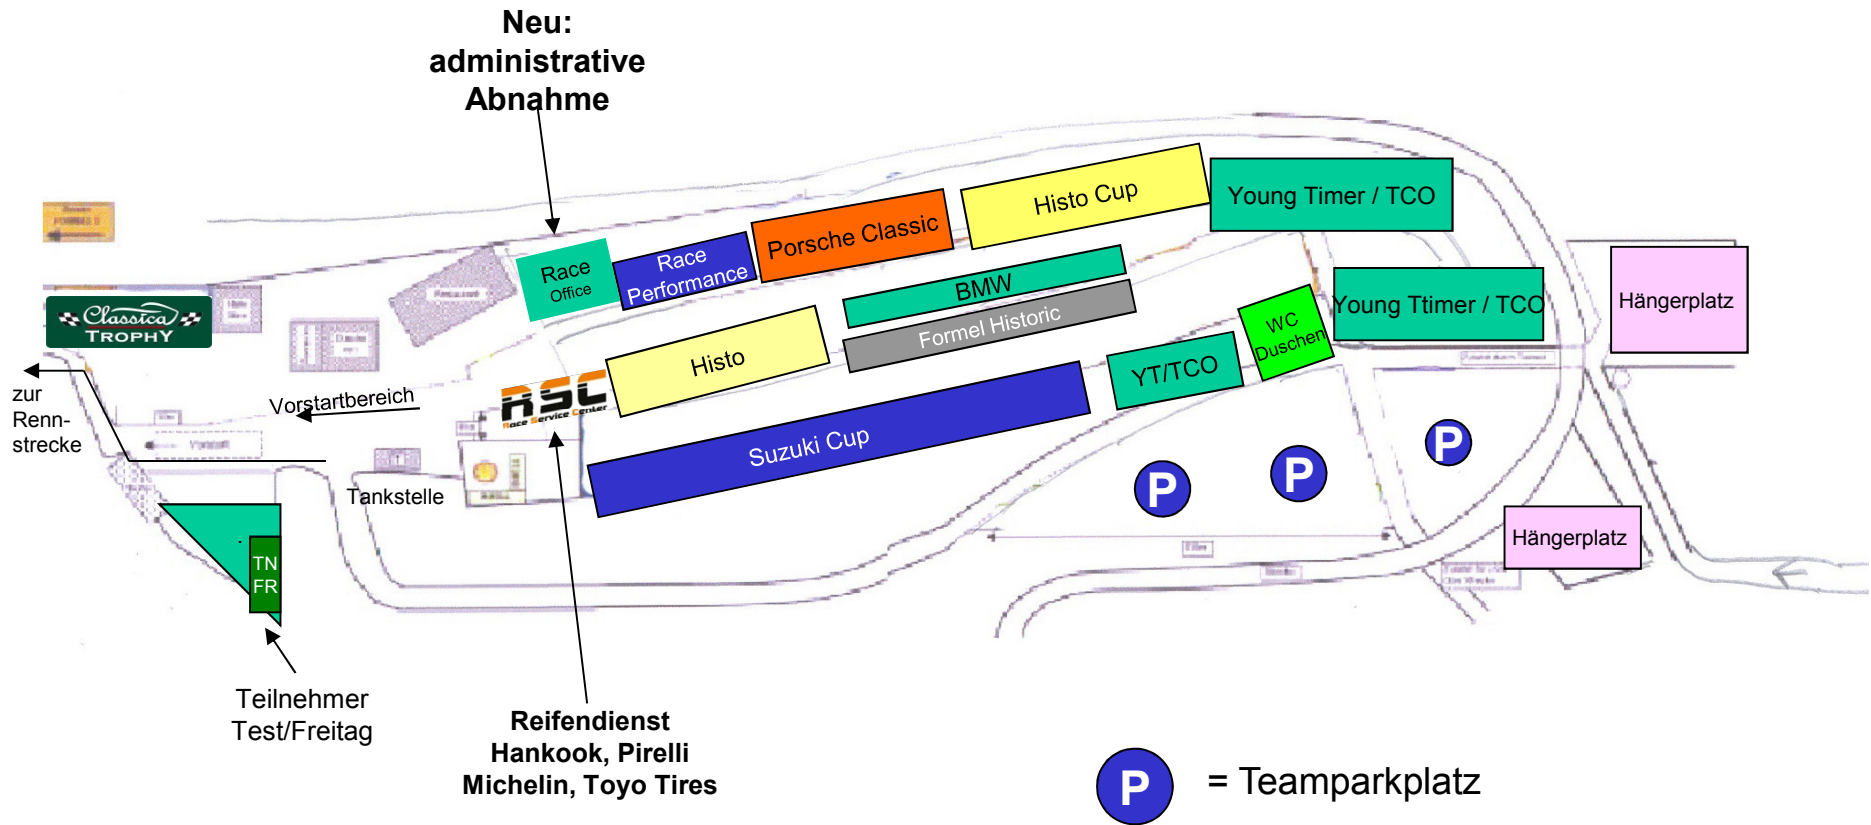 Neu:
administrative
Abnahme
Young Timer / TCO
Histo Cup
Porsche Classic
Race
Performance
Race
Office
BMW
Formel Historic
Young Ttimer / TCO
Hängerplatz
Classica
TROPHY
WC
Duschen
Histo
YT/TCO
RSC
Race Service Center
Vorstartbereich
zur
Renn-
strecke
Suzuki Cup
P
P
P
Tankstelle
Hängerplatz
TN
FR
Teilnehmer
Test/Freitag
Reifendienst
Hankook, Pirelli
Michelin, Toyo Tires
P = Teamparkplatz